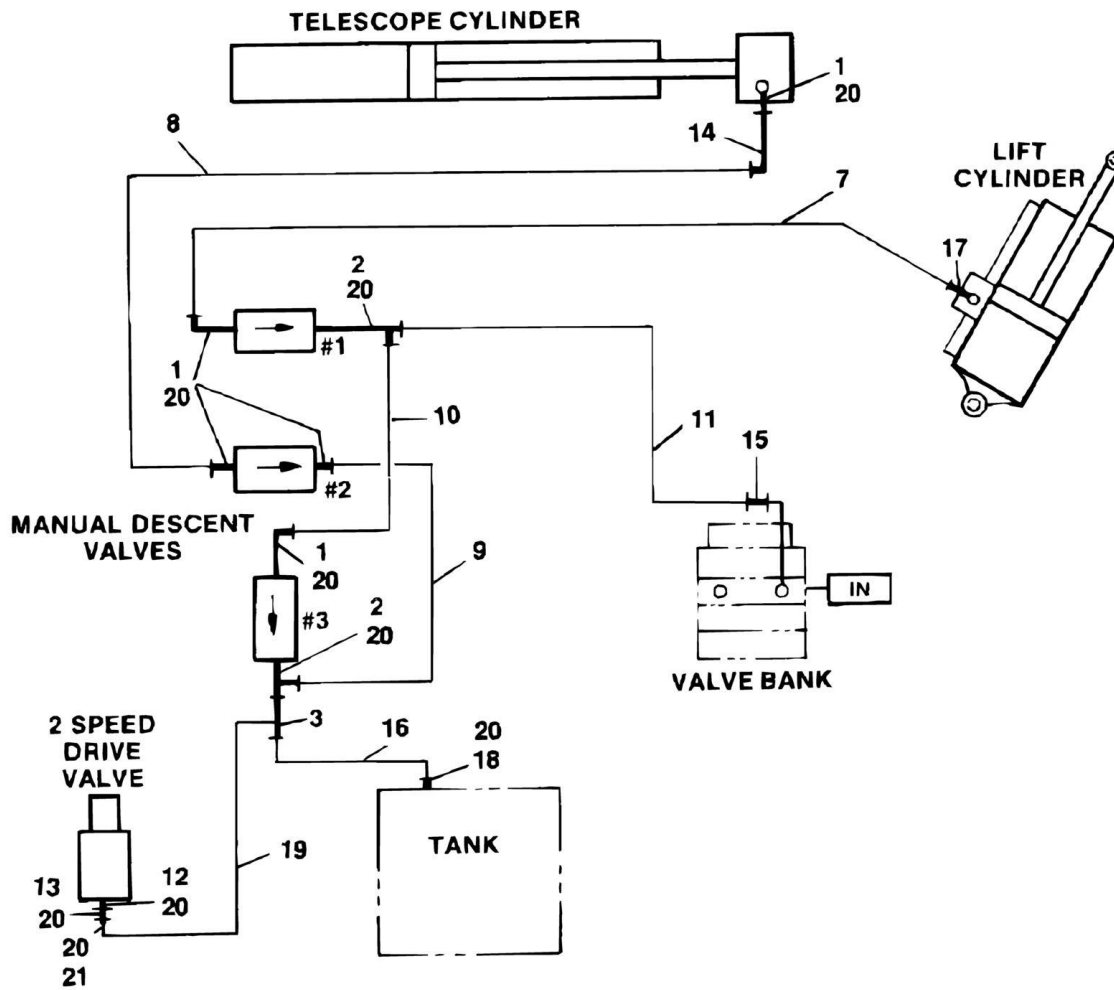 TELESCOPE CYLINDER
1
20
8
14
LIFT
CYLINDER
7
17
2
20
#1
1
20
10
11
15
#2
MANUAL DESCENT
VALVES
1
20
9
IN
#3
2
20
VALVE BANK
3
2 SPEED
DRIVE
VALVE
16
20
18
TANK
19
13
20
12
20
20
21